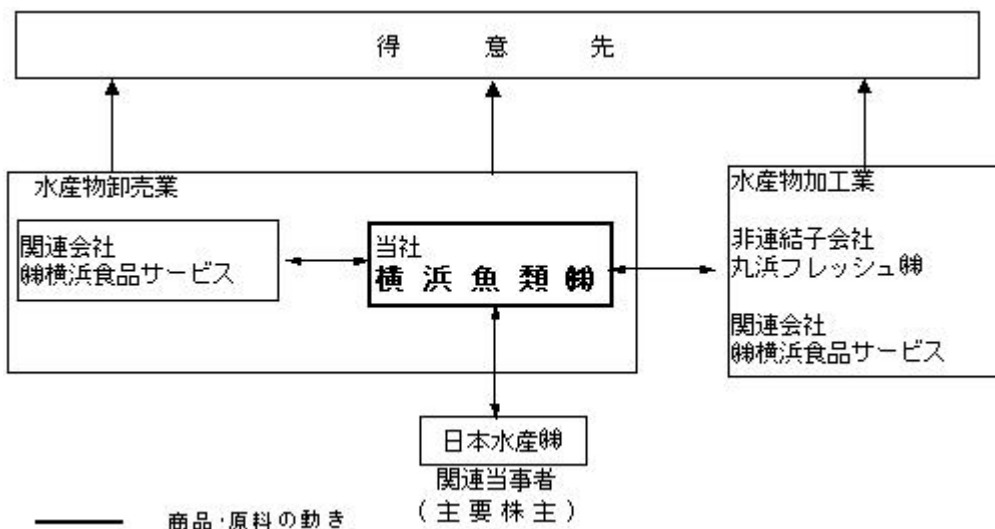 得意先
水産物卸売業
関連会社
㈱横浜食品サービス
当社
横浜魚類㈱
水産物加工業
非連結子会社
丸浜フレッシュ㈱
関連会社
㈱横浜食品サービス
日本水産㈱
関連当事者
(主要株主)
商品・原料の動き